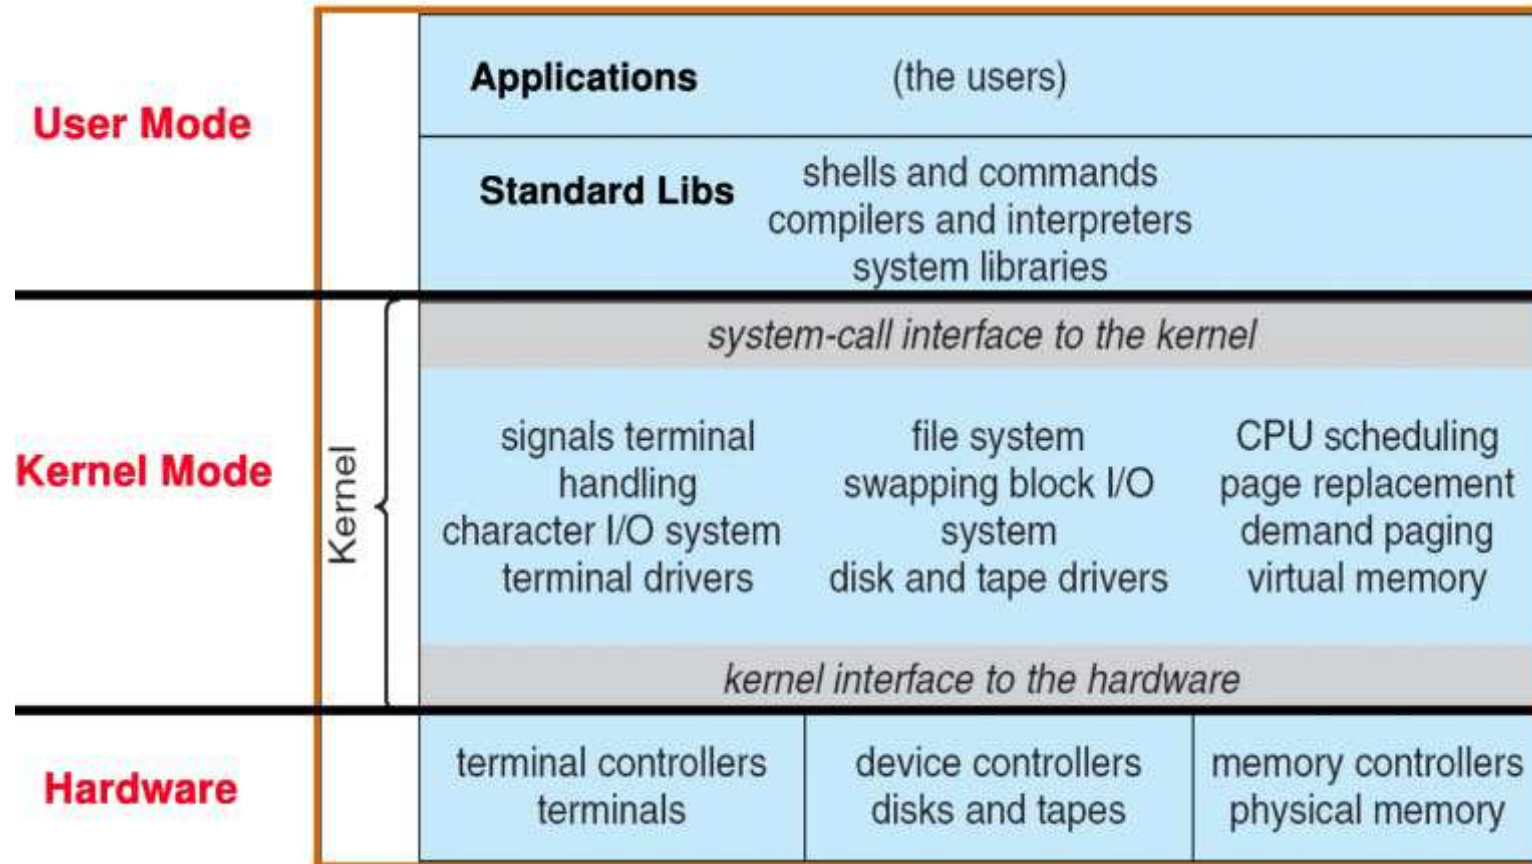 User Mode
Applications (the users)
Standard Libs
shells and commands
compilers and interpreters
system libraries
Kernel Mode
Kernel
system-call interface to the kernel
signals terminal
handling
character I/O system
terminal drivers
file system
swapping block I/O
system
disk and tape drivers
CPU scheduling
page replacement
demand paging
virtual memory
kernel interface to the hardware
Hardware
terminal controllers
terminals
device controllers
disks and tapes
memory controllers
physical memory